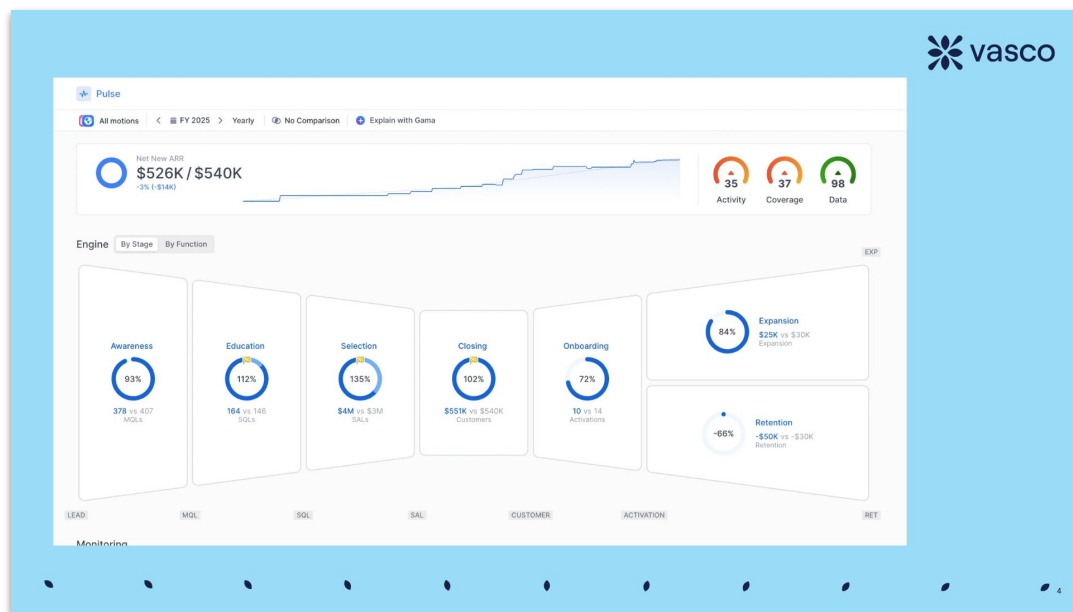 vasco
Pulse
All motions < FY 2025 > Yearly No Comparison Explain with Gama
Net New ARR
$526K / $540K
-3% (-$14K)
35 37 98
Activity Coverage Data
Engine By Stage By Function
EXP
Awareness
93%
378 vs 407
MQLs
Education
112%
164 vs 146
SQLs
Selection
135%
$4M vs $3M
SALs
Closing
102%
$551K vs $540K
Customers
Onboarding
72%
10 vs 14
Activations
84%
Expansion
$25K vs $30K
Expansion
-66%
Retention
-$50K vs -$30K
Retention
LEAD MQL SQL SAL CUSTOMER ACTIVATION RET
Monitoring
4